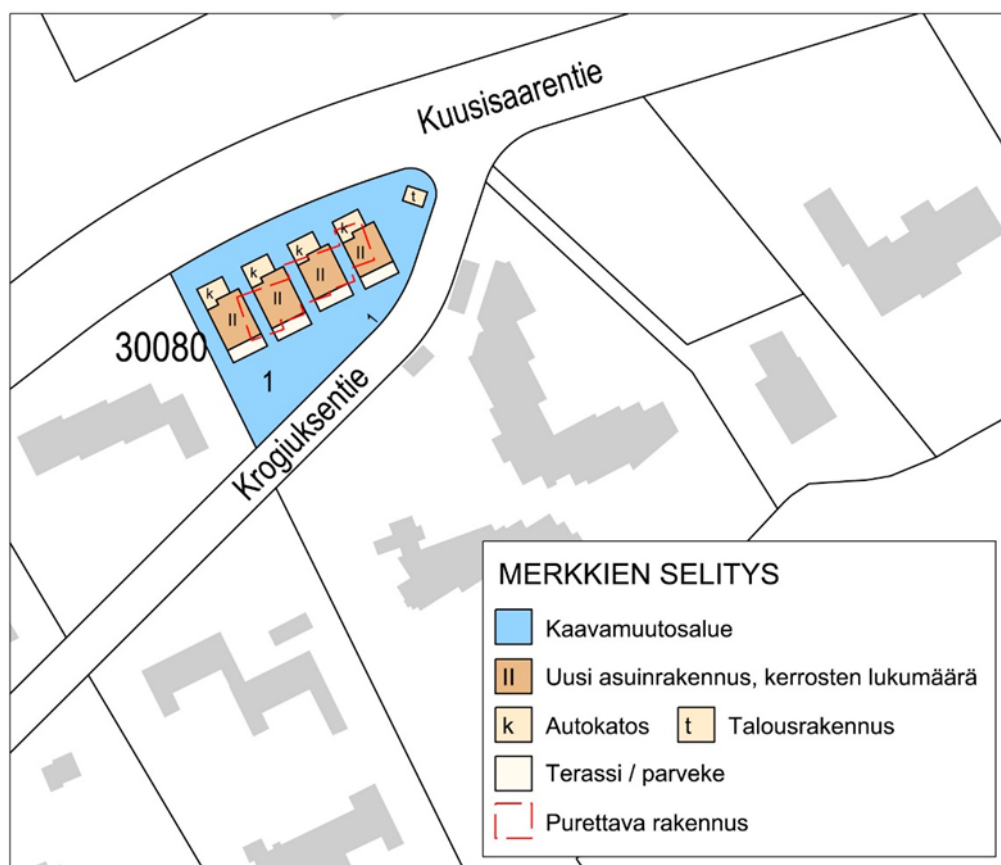 Kuusisaarentie
t
k
k
k
k
II
II
II
II
30080
1
1
Krogiuksentie
MERKKIEN SELITYS
Kaavamuutosalue
II Uusi asuinrakennus, kerrosten lukumäärä
k Autokatos t Talousrakennus
Terassi / parveke
Purettava rakennus